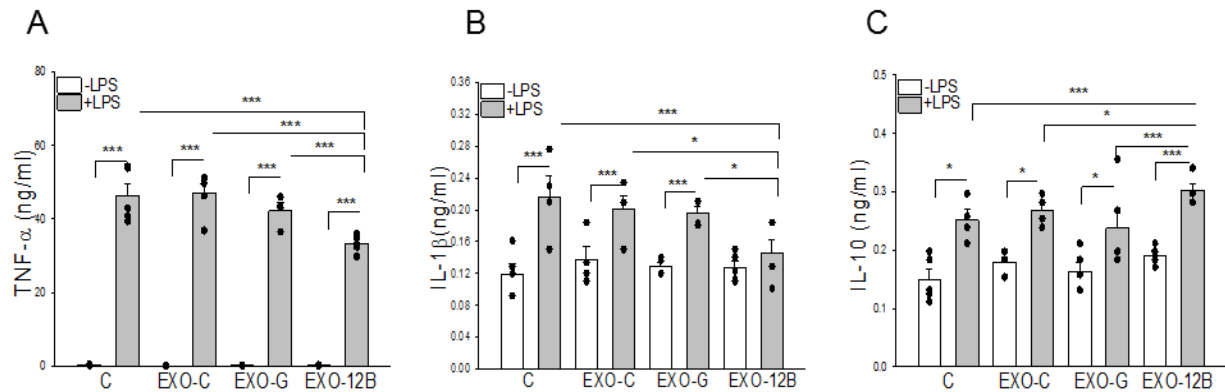 A
TNF-α (ng/ml)
80
60
40
20
0
-LPS
+LPS
***
***
***
***
***
***
***
C
EXO-C
EXO-G
EXO-12B
B
IL-1β(ng/ml)
0.36
0.32
0.28
0.24
0.20
0.16
0.12
0.08
0.04
0.00
-LPS
+LPS
***
*
*
***
***
***
C
EXO-C
EXO-G
EXO-12B
C
IL-10 (ng/ml)
0.5
0.4
0.3
0.2
0.1
0.0
-LPS
+LPS
***
*
***
***
*
*
*
C
EXO-C
EXO-G
EXO-12B